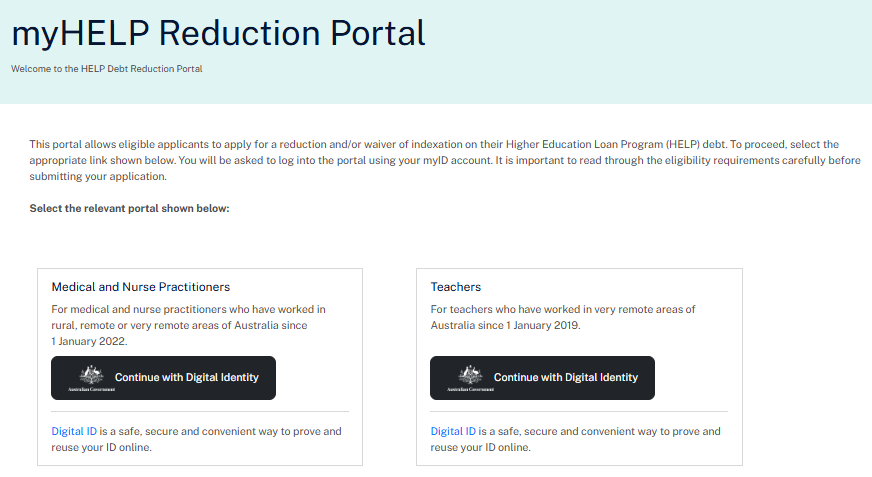 myHELP Reduction Portal
Welcome to the HELP Debt Reduction Portal
This portal allows eligible applicants to apply for a reduction and/or waiver of indexation on their Higher Education Loan Program (HELP) debt. To proceed, select the
appropriate link shown below. You will be asked to log into the portal using your myID account. It is important to read through the eligibility requirements carefully before
submitting your application.
Select the relevant portal shown below:
Medical and Nurse Practitioners
For medical and nurse practitioners who have worked in
rural, remote or very remote areas of Australia since
1 January 2022.
Australian Government
Continue with Digital Identity
Digital ID is a safe, secure and convenient way to prove and
reuse your ID online.
Teachers
For teachers who have worked in very remote areas of
Australia since 1 January 2019.
Australian Government
Continue with Digital Identity
Digital ID is a safe, secure and convenient way to prove and
reuse your ID online.